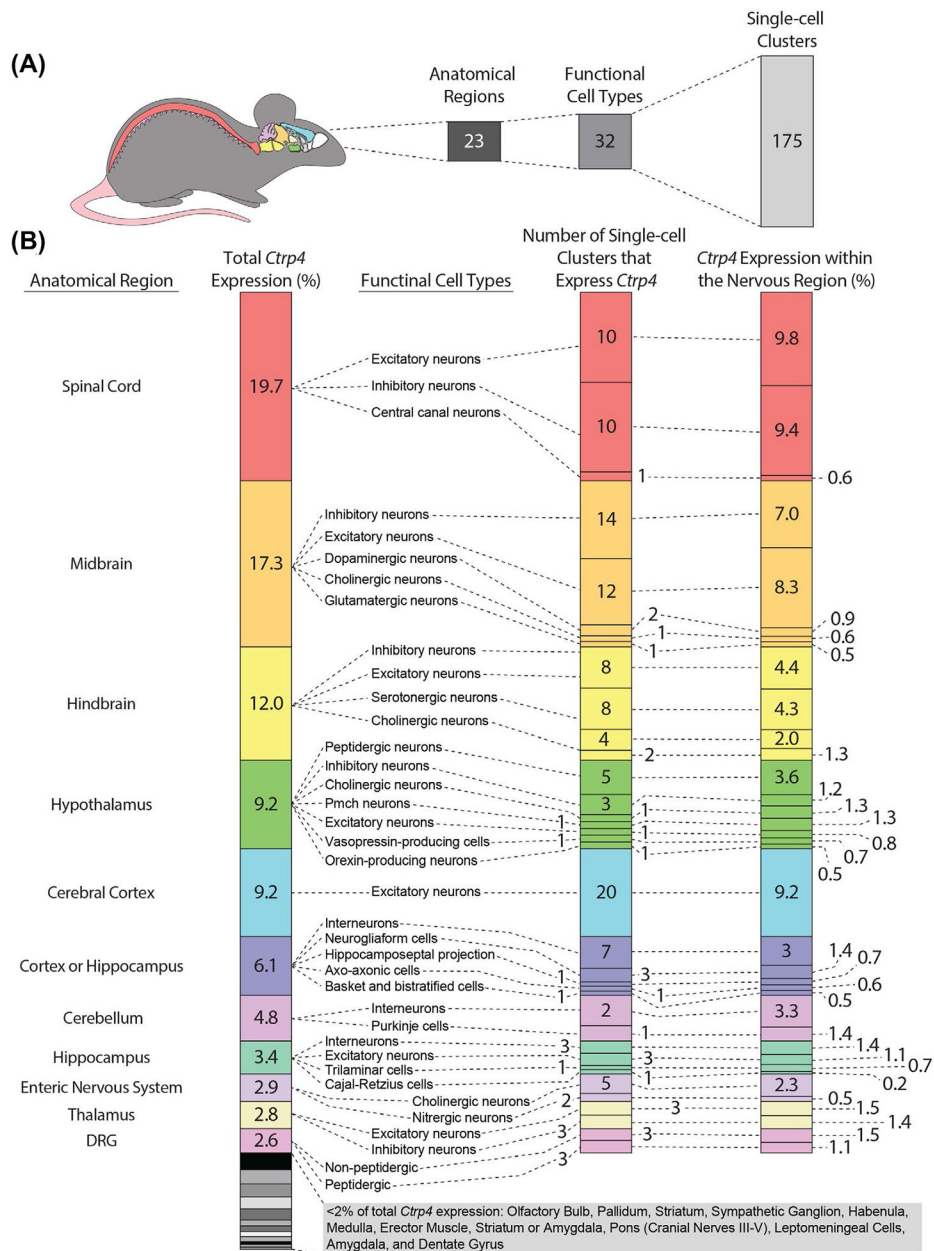 (A)
Anatomical
Regions
Functional
Cell Types
Single-cell
Clusters
23
32
175
(B)
Anatomical Region
Total Ctrp4
Expression (%)
Functinal Cell Types
Number of Single-cell
Clusters that
Express Ctrp4
Ctrp4 Expression within
the Nervous Region (%)
Spinal Cord
19.7
Excitatory neurons
Inhibitory neurons
Central canal neurons
10
10
1
9.8
9.4
0.6
Midbrain
17.3
Inhibitory neurons
Excitatory neurons
Dopaminergic neurons
Cholinergic neurons
Glutamatergic neurons
14
12
2
1
1
7.0
8.3
0.9
0.6
0.5
Hindbrain
12.0
Inhibitory neurons
Excitatory neurons
Serotonergic neurons
Cholinergic neurons
8
8
4
2
4.4
4.3
2.0
1.3
Hypothalamus
9.2
Peptidergic neurons
Inhibitory neurons
Cholinergic neurons
Pmch neurons
Excitatory neurons
Vasopressin-producing cells
Orexin-producing neurons
5
3
1
1
1
1
1
3.6
1.2
1.3
1.3
0.8
0.7
0.5
Cerebral Cortex
9.2
Excitatory neurons
20
9.2
Cortex or Hippocampus
6.1
Interneurons
Neurogliaform cells
Hippocamposeptal projection
Axo-axonic cells
Basket and bistratified cells
7
3
1
1
1
3
1.4
0.7
0.6
0.5
Cerebellum
4.8
Interneurons
Purkinje cells
2
1
3.3
1.4
Hippocampus
3.4
Interneurons
Excitatory neurons
Trilaminar cells
Cajal-Retzius cells
3
3
1
1
1.4
1.1
0.7
0.2
Enteric Nervous System
2.9
Cholinergic neurons
Nitrergic neurons
5
2
2.3
0.5
Thalamus
2.8
Excitatory neurons
Inhibitory neurons
3
3
1.5
1.4
DRG
2.6
Non-peptidergic
Peptidergic
3
3
1.5
1.1
<2% of total Ctrp4 expression: Olfactory Bulb, Pallidum, Striatum, Sympathetic Ganglion, Habenula,
Medulla, Erector Muscle, Striatum or Amygdala, Pons (Cranial Nerves III-V), Leptomeningeal Cells,
Amygdala, and Dentate Gyrus